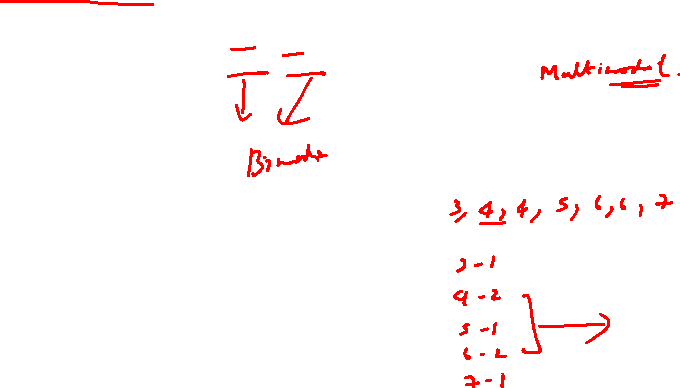 Multimodal.
Bimodal
3, 4, 4, 5, 6, 6, 7
3-1
4-2
5-1
6-2
7-1